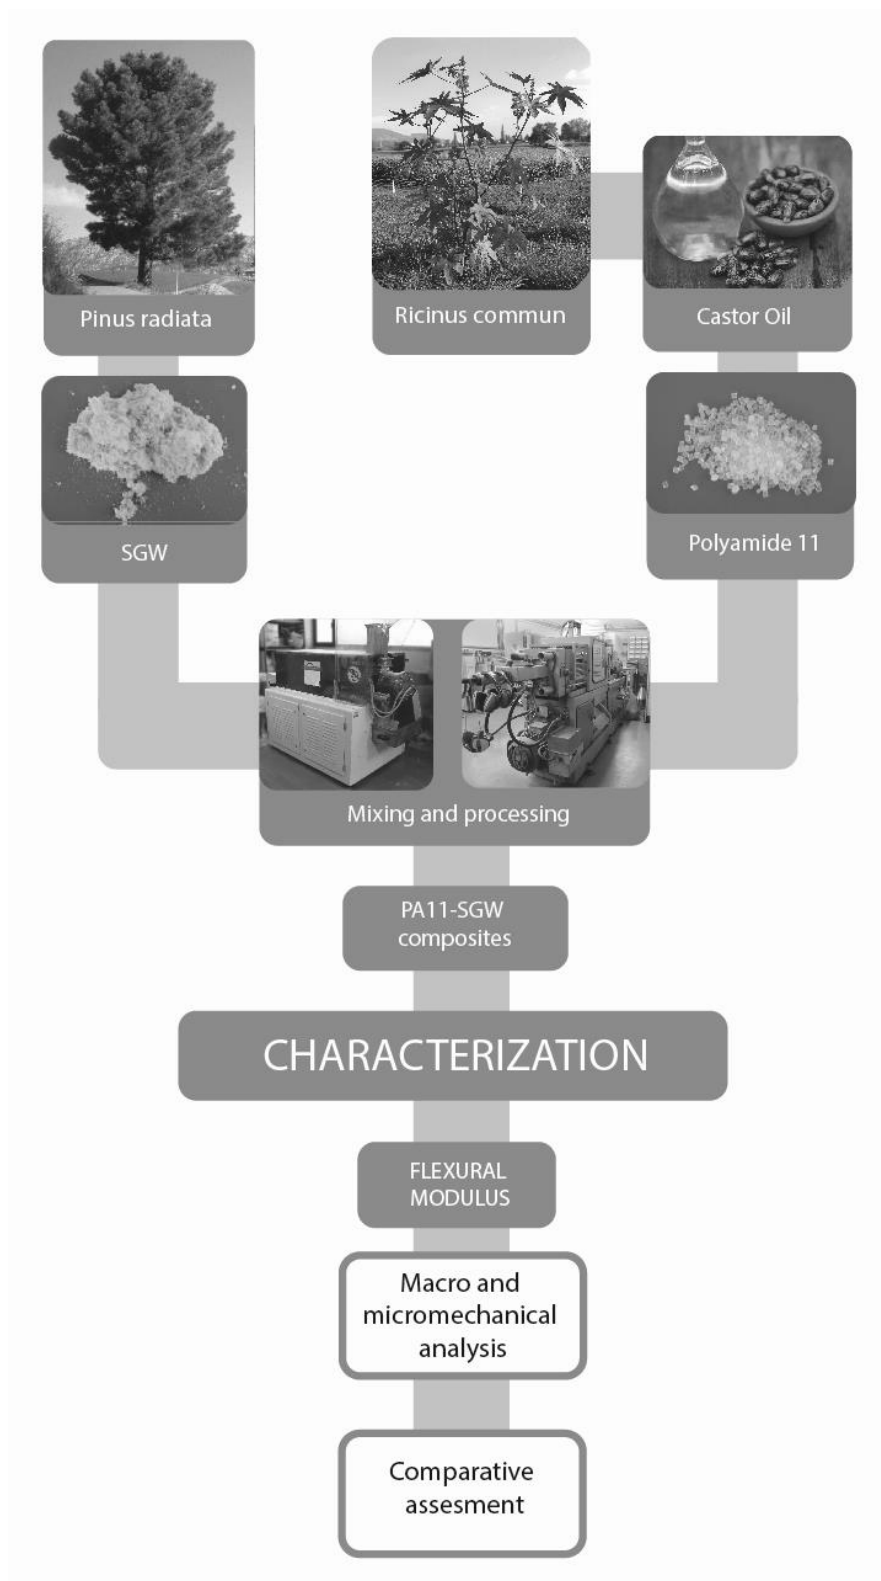 Pinus radiata
Ricinus commun
Castor Oil
SGW
Polyamide 11
Mixing and processing
PA11-SGW
composites
CHARACTERIZATION
FLEXURAL
MODULUS
Macro and
micromechanical
analysis
Comparative
assesment